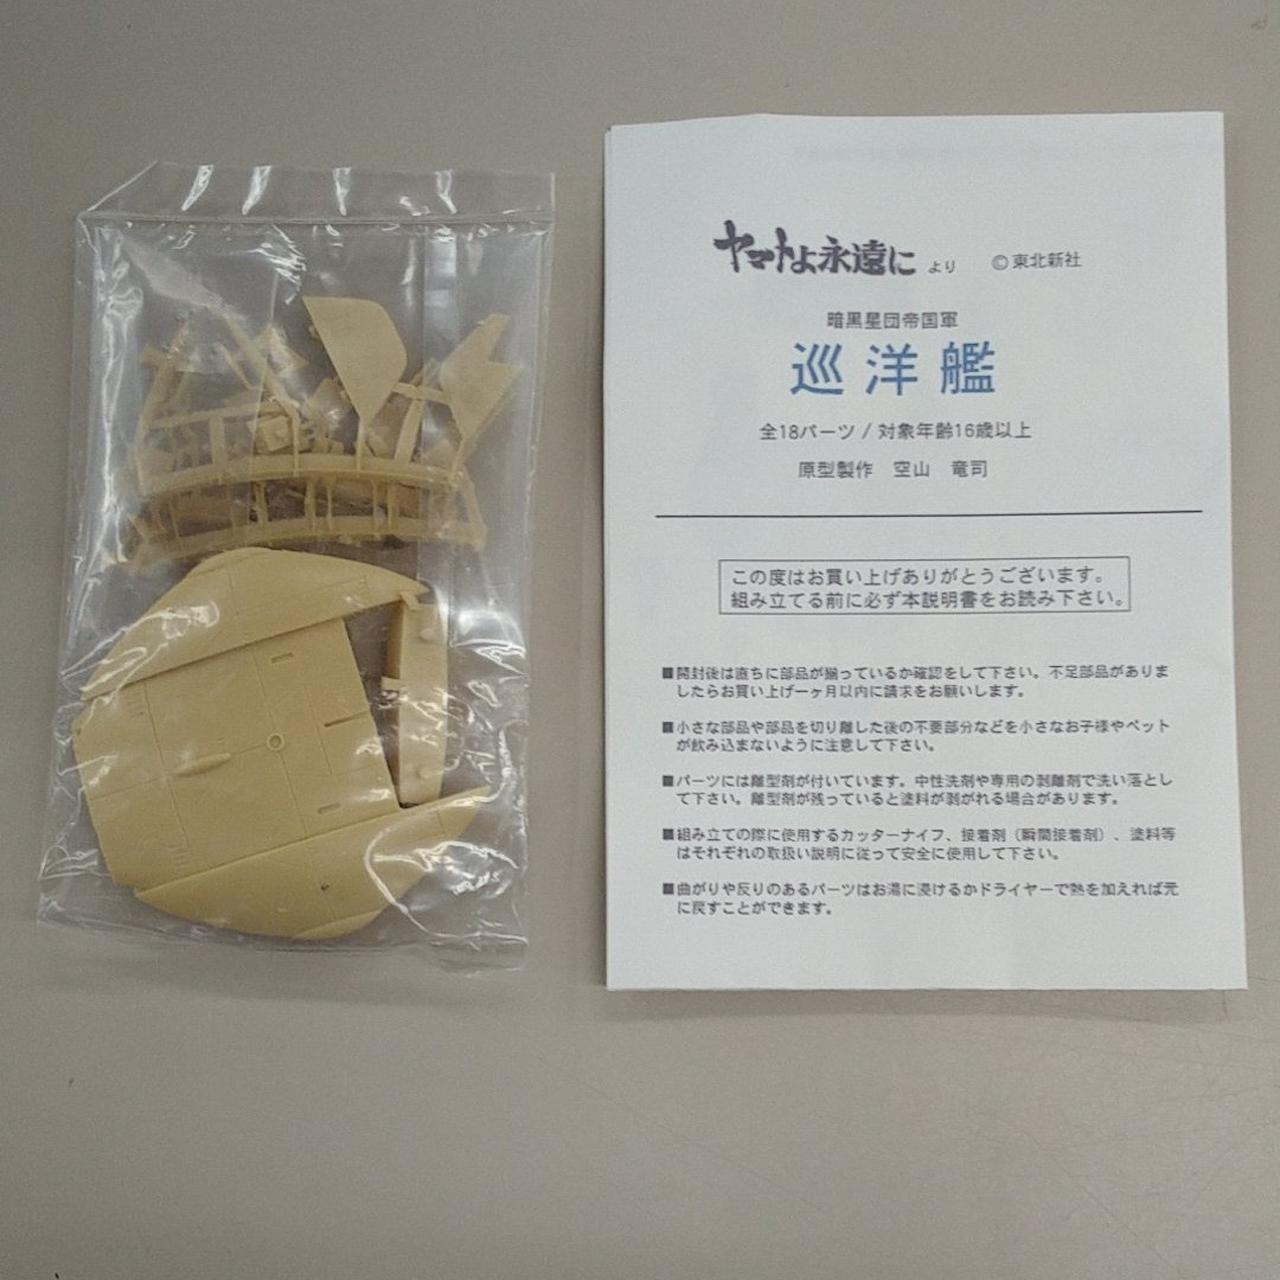 ヤマトよ永遠に より ©東北新社
暗黒星団帝国軍
巡洋艦
全18パーツ / 対象年齢16歳以上
原型製作　空山　竜司
この度はお買い上げありがとうございます。
組み立てる前に必ず本説明書をお読み下さい。
■開封後は直ちに部品が揃っているか確認をして下さい。不足部品がありま
したらお買い上げ一ヶ月以内に請求をお願いします。
■小さな部品や部品を切り離した後の不要部分などを小さなお子様やペット
が飲み込まないように注意して下さい。
■パーツには離型剤が付いています。中性洗剤や専用の剥離剤で洗い落とし
て下さい。離型剤が残っていると塗料が剥がれる場合があります。
■組み立ての際に使用するカッターナイフ、接着剤（瞬間接着剤）、塗料等
はそれぞれの取扱い説明に従って安全に使用して下さい。
■曲がりや反りのあるパーツはお湯に浸けるかドライヤーで熱を加えれば元
に戻すことができます。